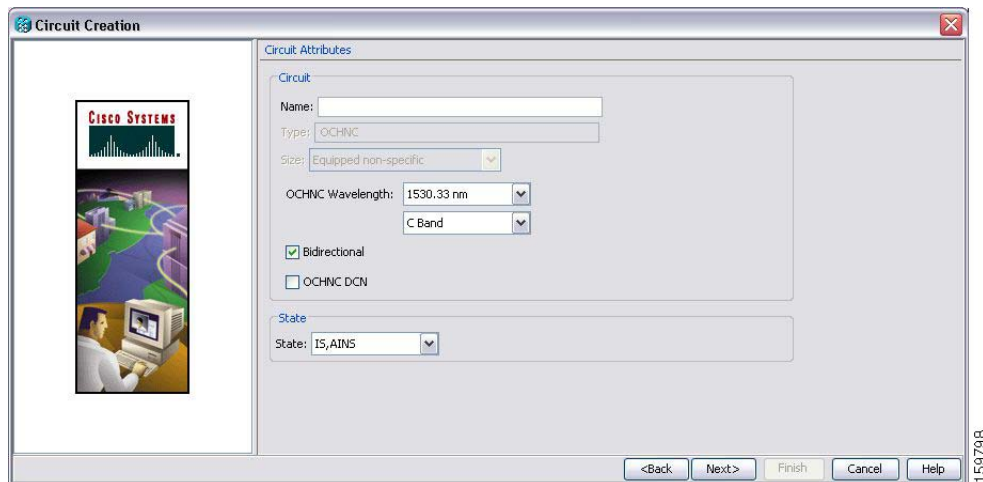 Circuit Creation
Circuit Attributes
CISCO SYSTEMS
Circuit
Name:
Type: OCHNC
Size: Equipped non-specific
OCHNC Wavelength: 1530.33 nm
C Band
Bidirectional
OCHNC DCN
State
State: IS,AINS
<Back Next> Finish Cancel Help
159798